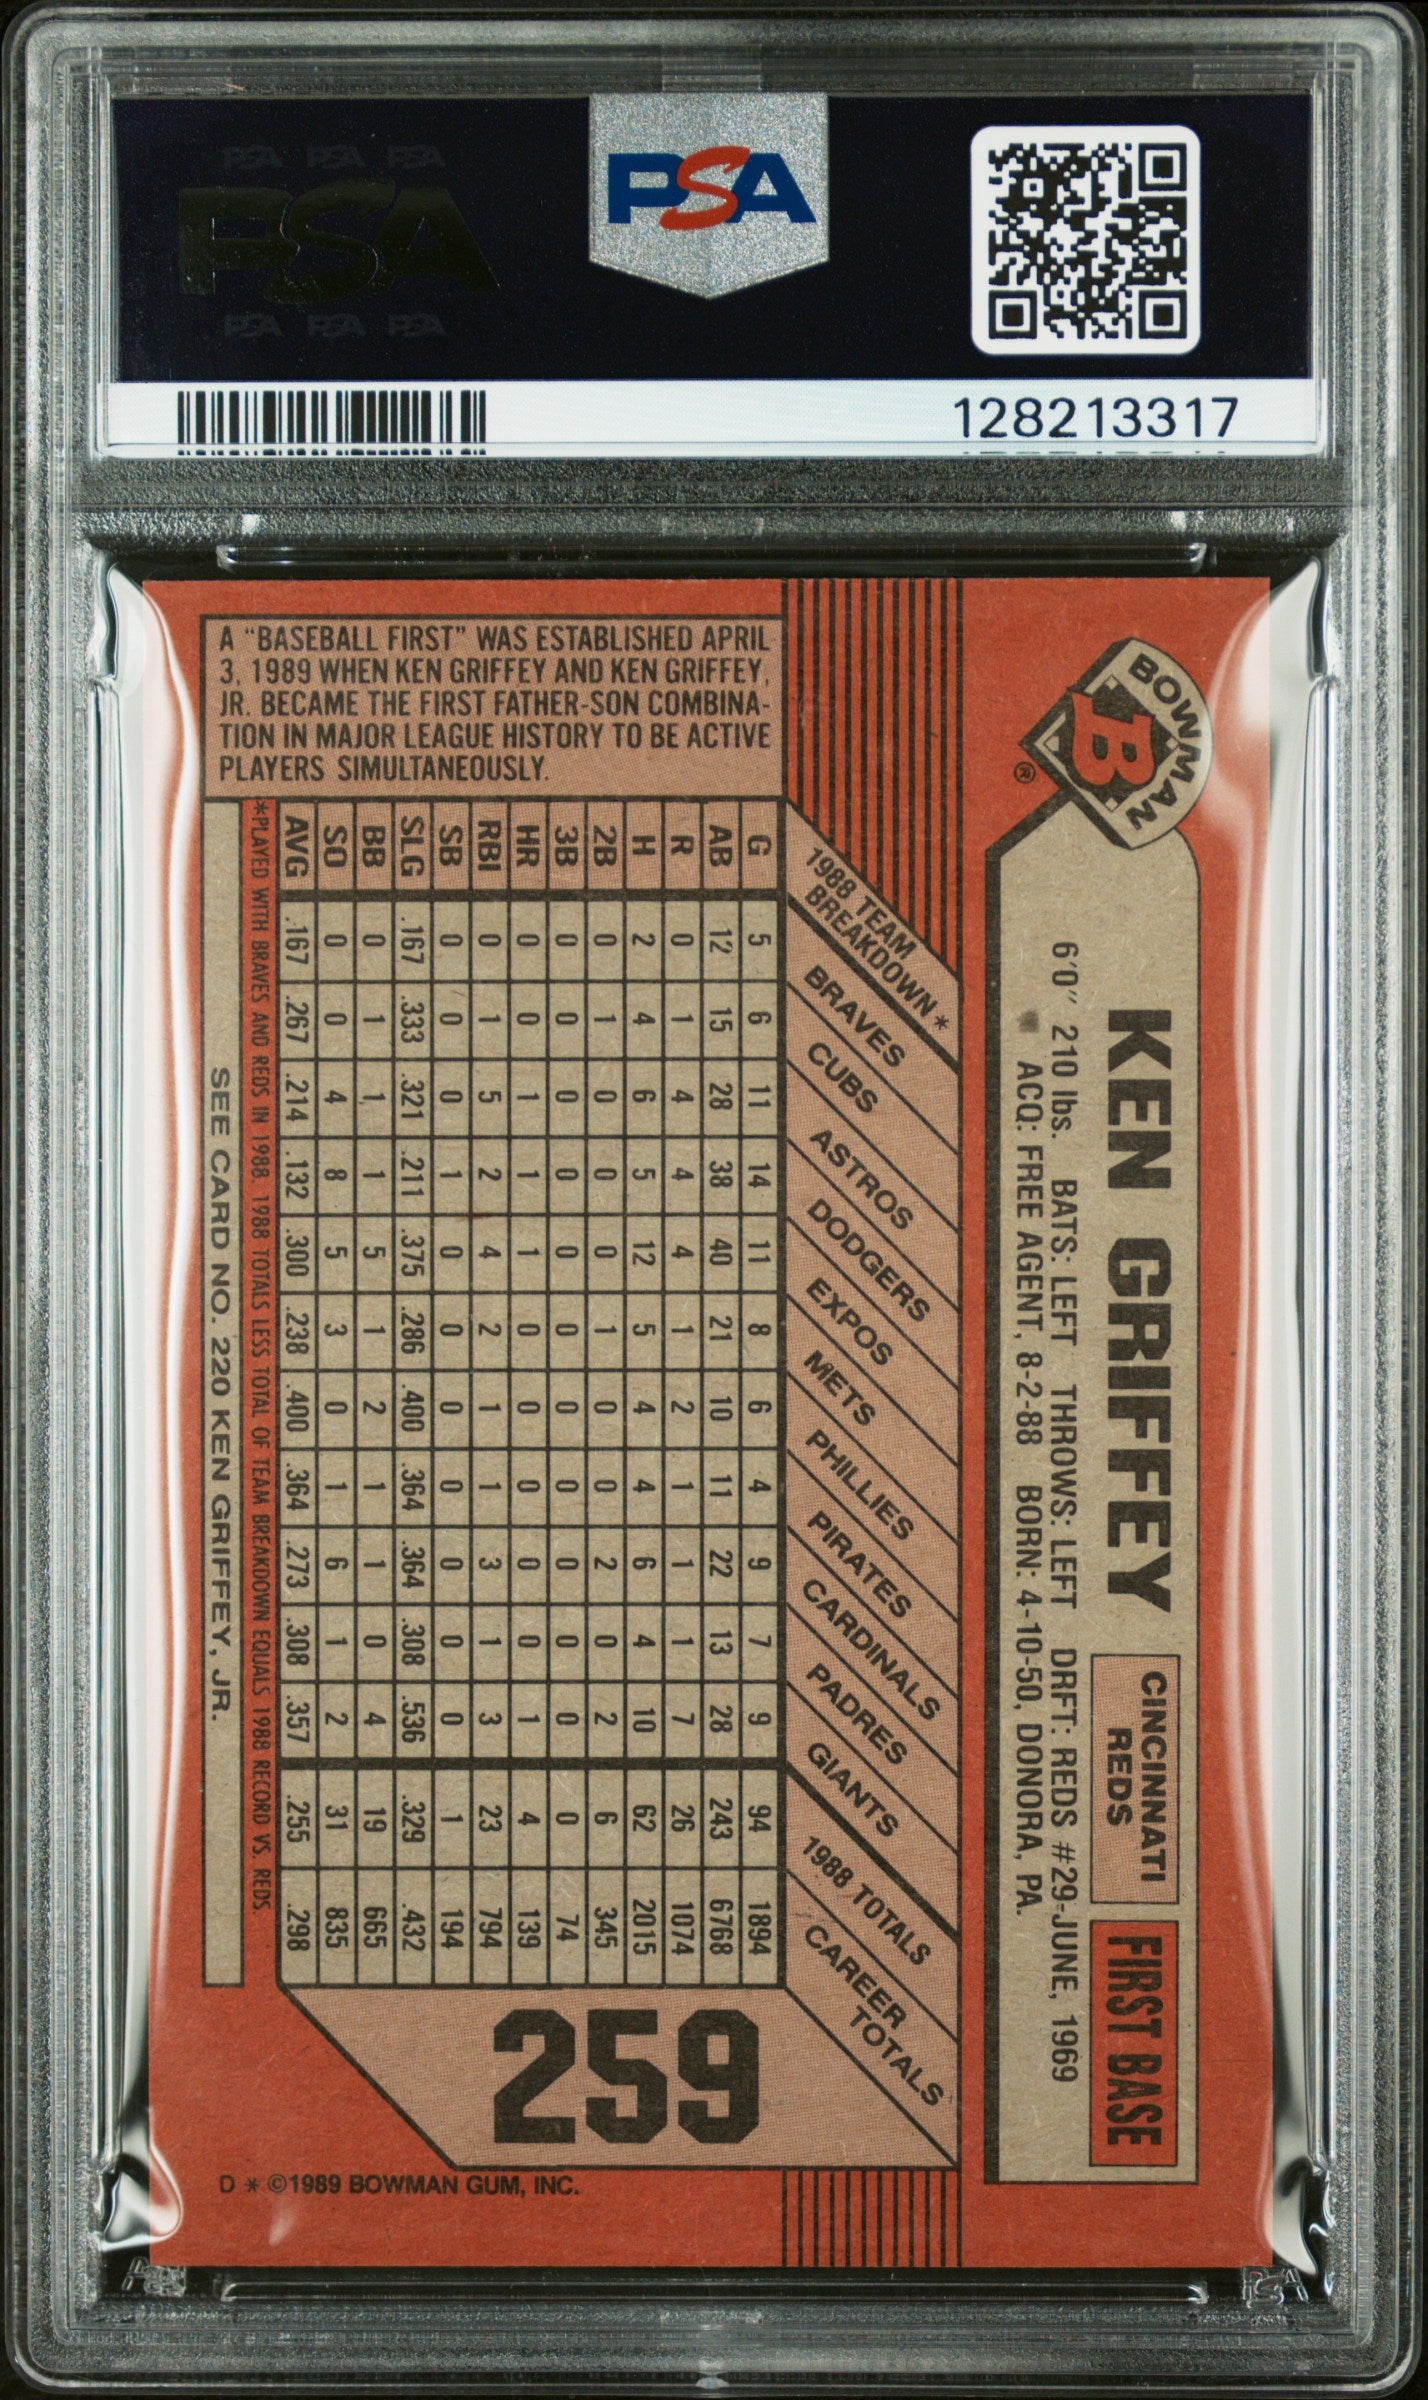 PSA PSA PSA
PSA
PSA PSA PSA
PSA
128213317
BOWMAN
B
®
KEN GRIFFEY
CINCINNATI
REDS
FIRST BASE
6'0" 210 lbs. BATS: LEFT THROWS: LEFT DRFT: REDS #29-JUNE, 1969
ACQ: FREE AGENT, 8-2-88 BORN: 4-10-50, DONORA, PA.
A "BASEBALL FIRST" WAS ESTABLISHED APRIL
3, 1989 WHEN KEN GRIFFEY AND KEN GRIFFEY,
JR. BECAME THE FIRST FATHER-SON COMBINA-
TION IN MAJOR LEAGUE HISTORY TO BE ACTIVE
PLAYERS SIMULTANEOUSLY.
1988 TEAM
BREAKDOWN *
G AB R H 2B 3B HR RBI SB SLG BB SO AVG
BRAVES 5 12 0 2 0 0 0 0 0 .167 0 0 .167
CUBS 6 15 1 4 1 0 0 1 0 .333 1 0 .267
ASTROS 11 28 4 6 0 0 1 5 0 .321 1 4 .214
DODGERS 14 38 4 5 0 0 1 2 1 .211 1 8 .132
EXPOS 11 40 4 12 0 0 1 4 0 .375 5 5 .300
METS 8 21 1 5 1 0 0 2 0 .286 1 3 .238
PHILLIES 6 10 2 4 0 0 0 1 0 .400 2 0 .400
PIRATES 4 11 1 4 0 0 0 1 0 .364 1 1 .364
CARDINALS 9 22 1 6 2 0 0 3 0 .364 1 6 .273
PADRES 7 13 1 4 0 0 0 1 0 .308 0 1 .308
GIANTS 9 28 7 10 2 0 1 3 0 .536 4 2 .357
1988 TOTALS 94 243 26 62 6 0 4 23 1 .329 19 31 .255
CAREER
TOTALS 1894 6768 1074 2015 345 74 139 794 194 .432 665 835 .298
*PLAYED WITH BRAVES AND REDS IN 1988. 1988 TOTALS LESS TOTAL OF TEAM BREAKDOWN EQUALS 1988 RECORD VS. REDS.
SEE CARD NO. 220 KEN GRIFFEY, JR.
259
D * ©1989 BOWMAN GUM, INC.
PSA
PSA